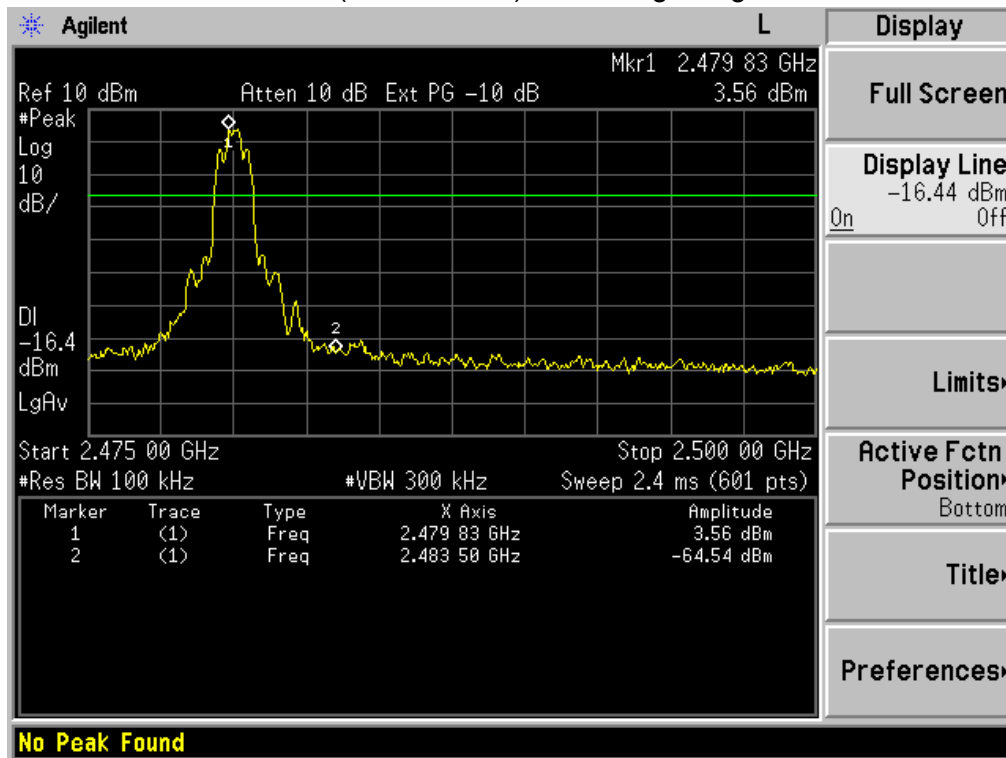 Agilent L
Mkr1 2.479 83 GHz
Ref 10 dBm Atten 10 dB Ext PG -10 dB 3.56 dBm
#Peak
Log
10
dB/
1
2
DI
-16.4
dBm
LgAv
Start 2.475 00 GHz Stop 2.500 00 GHz
#Res BW 100 kHz #VBW 300 kHz Sweep 2.4 ms (601 pts)
Marker Trace Type X Axis Amplitude
1 (1) Freq 2.479 83 GHz 3.56 dBm
2 (1) Freq 2.483 50 GHz -64.54 dBm
No Peak Found
Display
Full Screen
Display Line
-16.44 dBm
On Off
Limits
Active Fctn
Position
Bottom
Title
Preferences